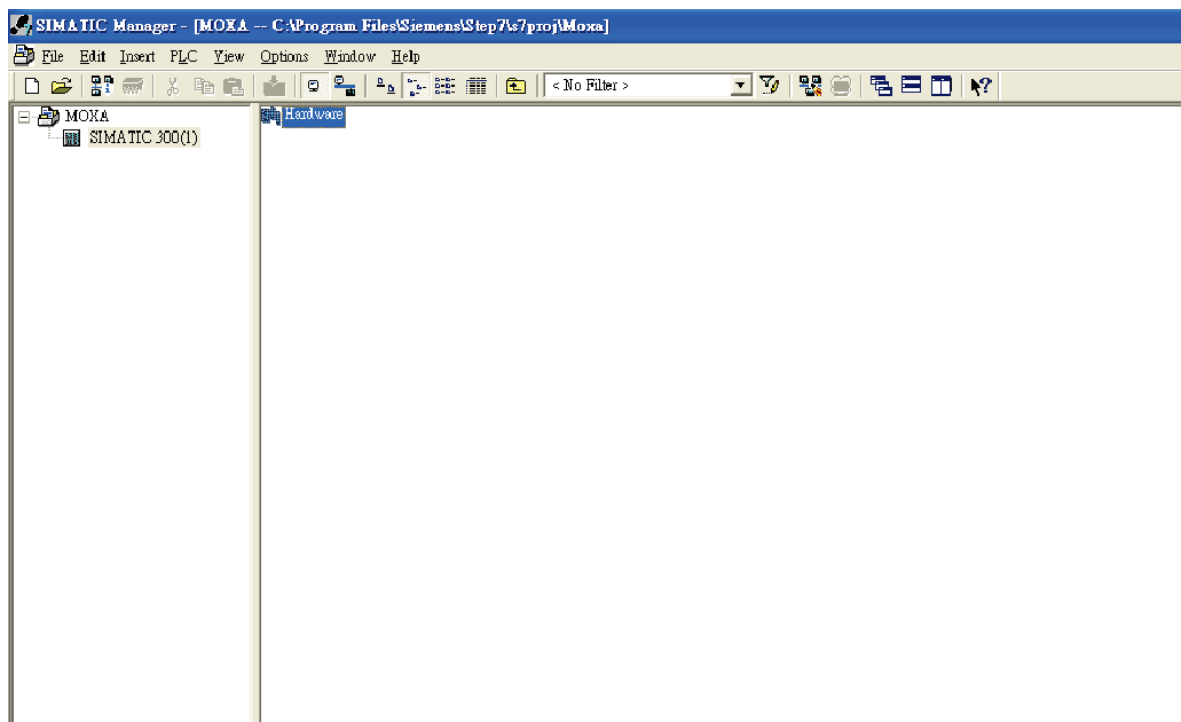 SIMATIC Manager - [MOXA -- C:\Program Files\Siemens\Step7\s7proj\Moxa]
File Edit Insert PLC View Options Window Help
< No Filter >
MOXA
Hardware
SIMATIC 300(1)